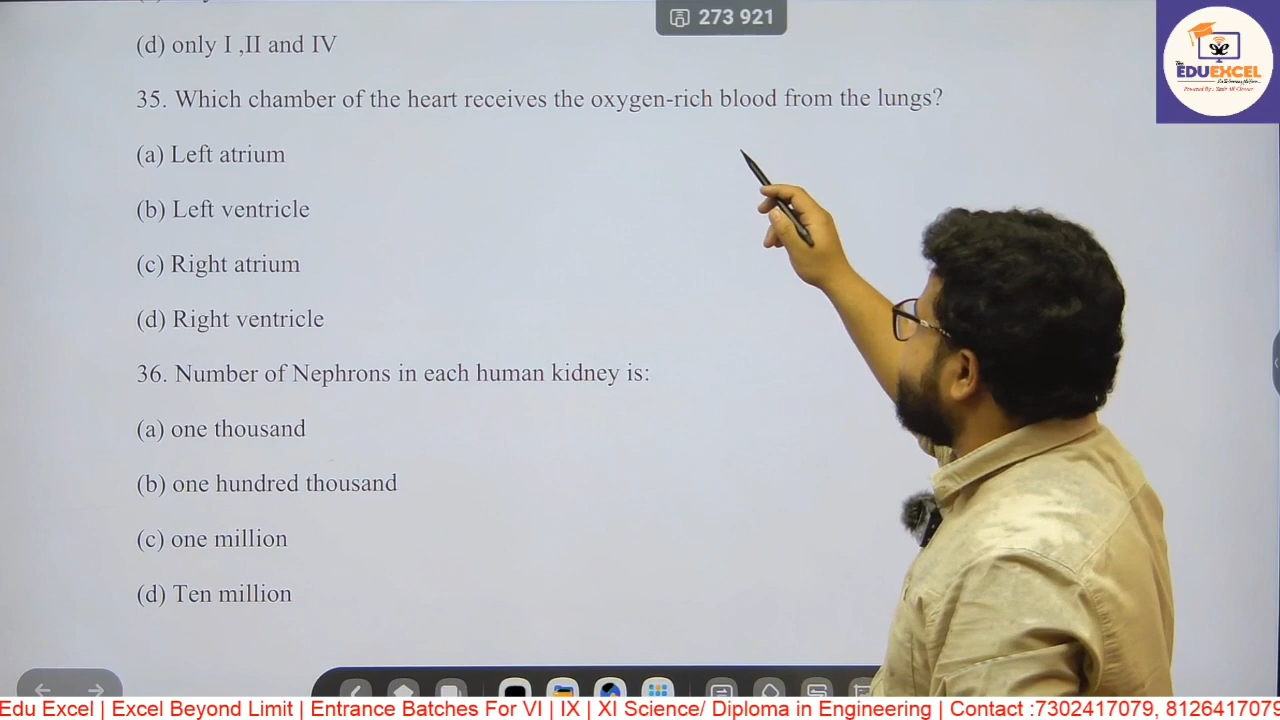 273 921
(d) only I ,II and IV
35. Which chamber of the heart receives the oxygen-rich blood from the lungs?
(a) Left atrium
(b) Left ventricle
(c) Right atrium
(d) Right ventricle
36. Number of Nephrons in each human kidney is:
(a) one thousand
(b) one hundred thousand
(c) one million
(d) Ten million
The
EDUEXCEL
Edu Excel | Excel Beyond Limit | Entrance Batches For VI | IX | XI Science/ Diploma in Engineering | Contact :7302417079, 8126417079